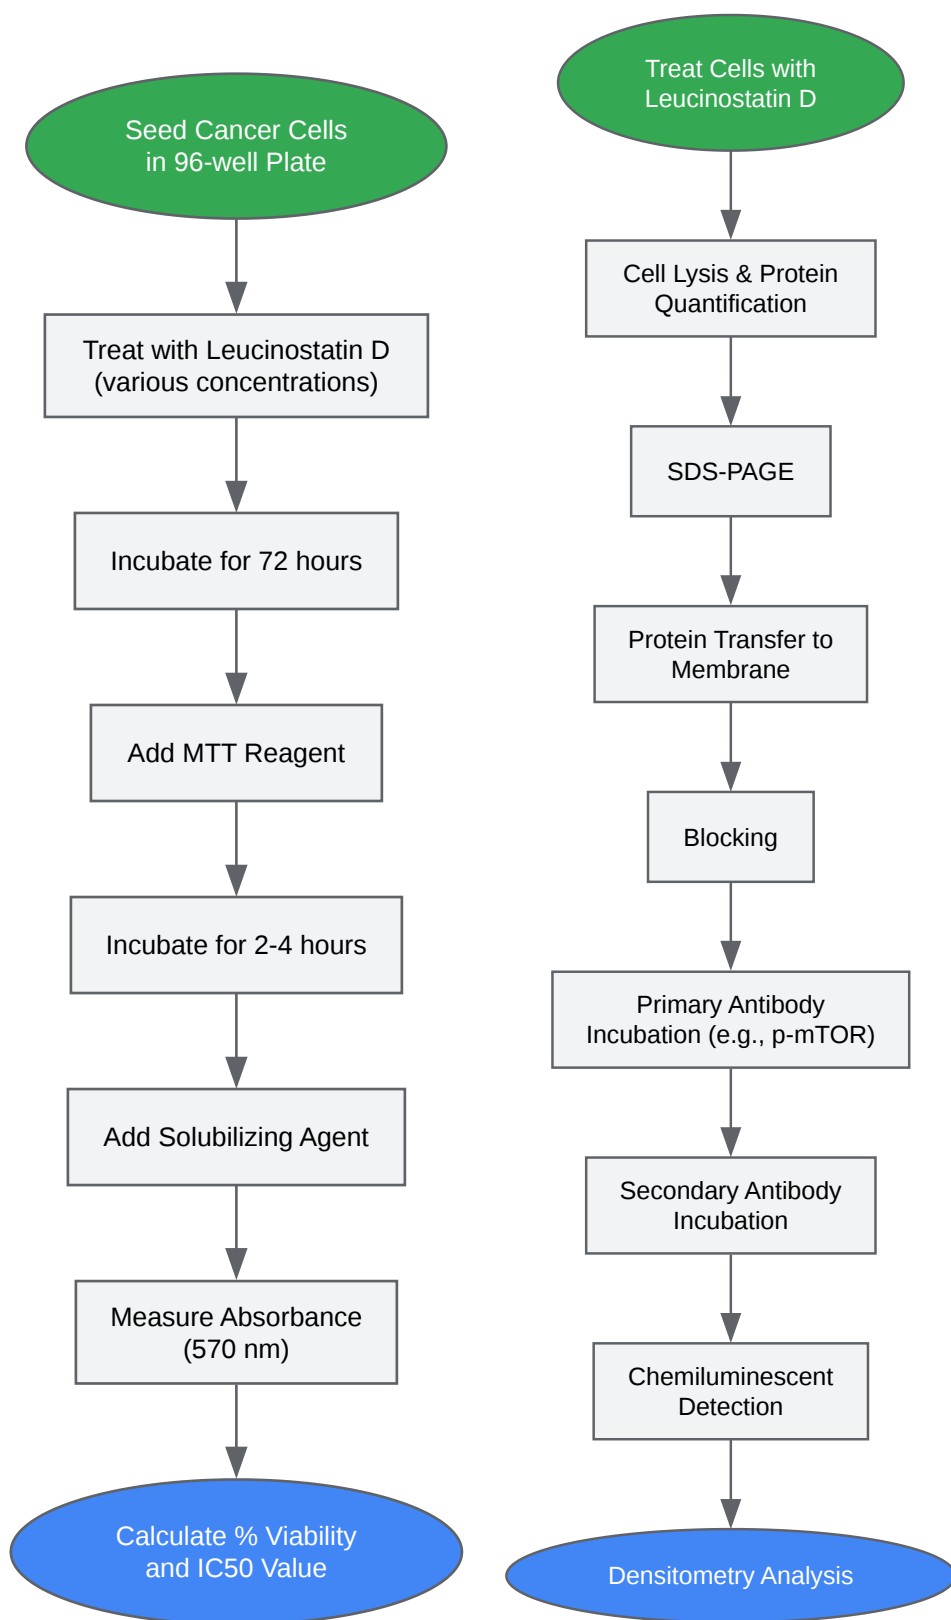 Seed Cancer Cells
in 96-well Plate
Treat with Leucinostatin D
(various concentrations)
Incubate for 72 hours
Add MTT Reagent
Incubate for 2-4 hours
Add Solubilizing Agent
Measure Absorbance
(570 nm)
Calculate % Viability
and IC50 Value
Treat Cells with
Leucinostatin D
Cell Lysis & Protein
Quantification
SDS-PAGE
Protein Transfer to
Membrane
Blocking
Primary Antibody
Incubation (e.g., p-mTOR)
Secondary Antibody
Incubation
Chemiluminescent
Detection
Densitometry Analysis